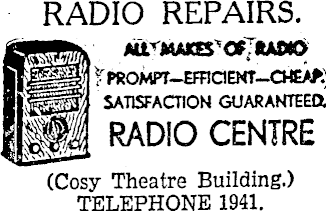 RADIO REPAIRS.
ALL MAKES OF RADIO
PROMPT—EFFICIENT—CHEAP.
SATISFACTION GUARANTEED.
RADIO CENTRE
(Cosy Theatre Building.)
TELEPHONE 1941.